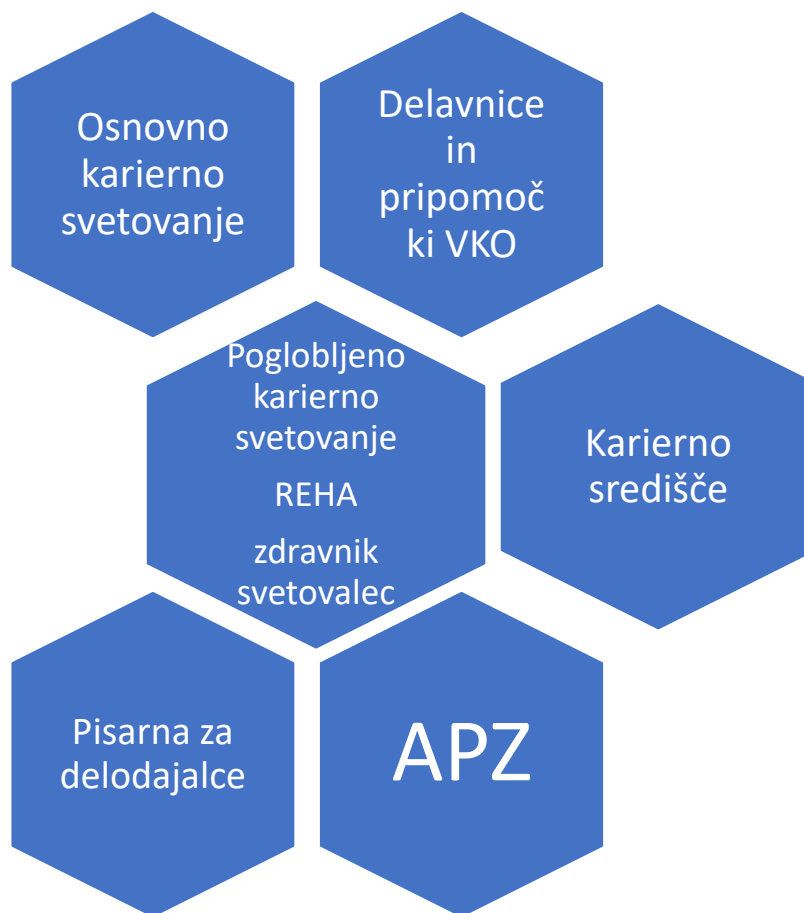 Osnovno
karierno
svetovanje
Delavnice
in
pripomoč
ki VKO
Poglobljeno
karierno
svetovanje
REHA
zdravnik
svetovalec
Karierno
središče
Pisarna za
delodajalce
APZ